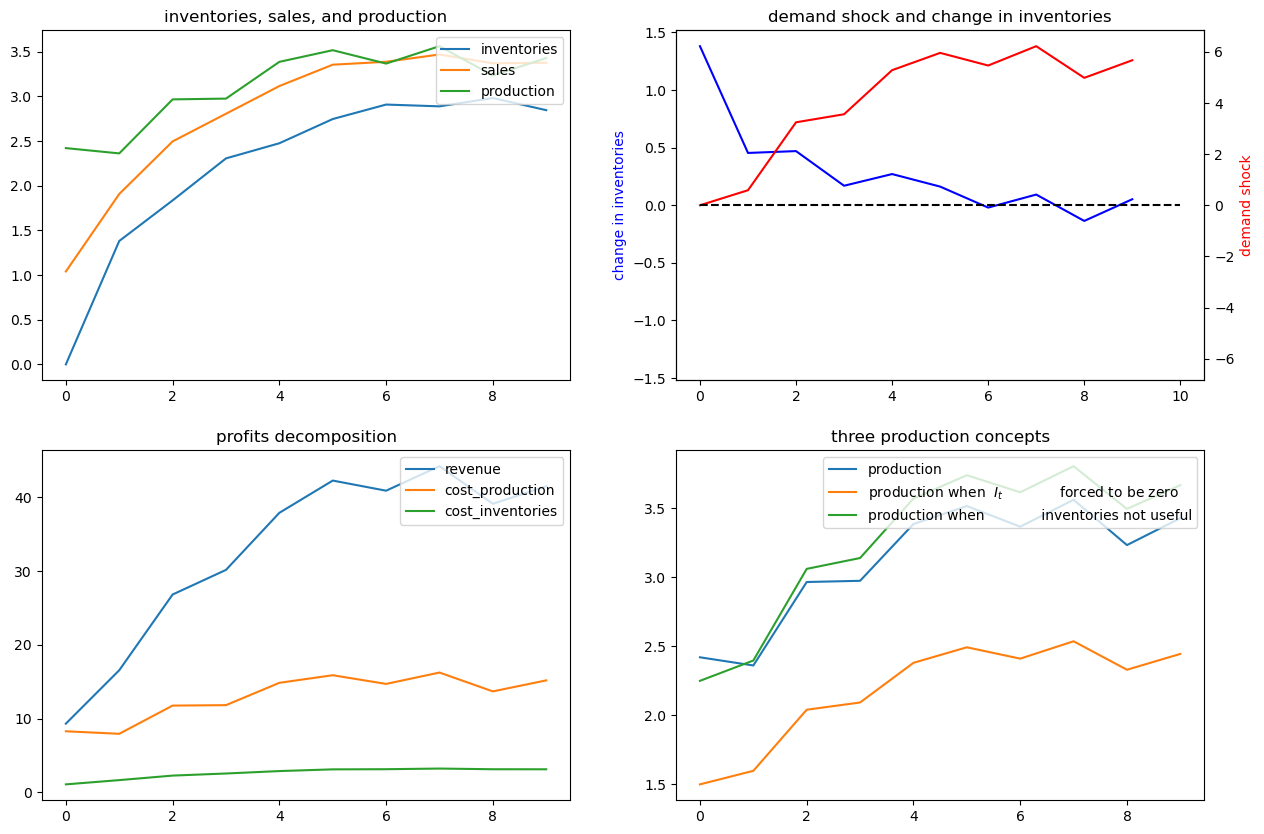 inventories, sales, and production
3.5
3.0
2.5
2.0
1.5
1.0
0.5
0.0
0 2 4 6 8
inventories
sales
production
demand shock and change in inventories
change in inventories
1.5
1.0
0.5
0.0
−0.5
−1.0
−1.5
0 2 4 6 8 10
6
4
2
0
−2
−4
−6
demand shock
profits decomposition
40
30
20
10
0
0 2 4 6 8
revenue
cost_production
cost_inventories
three production concepts
3.5
3.0
2.5
2.0
1.5
0 2 4 6 8
production
production when I_t forced to be zero
production when inventories not useful